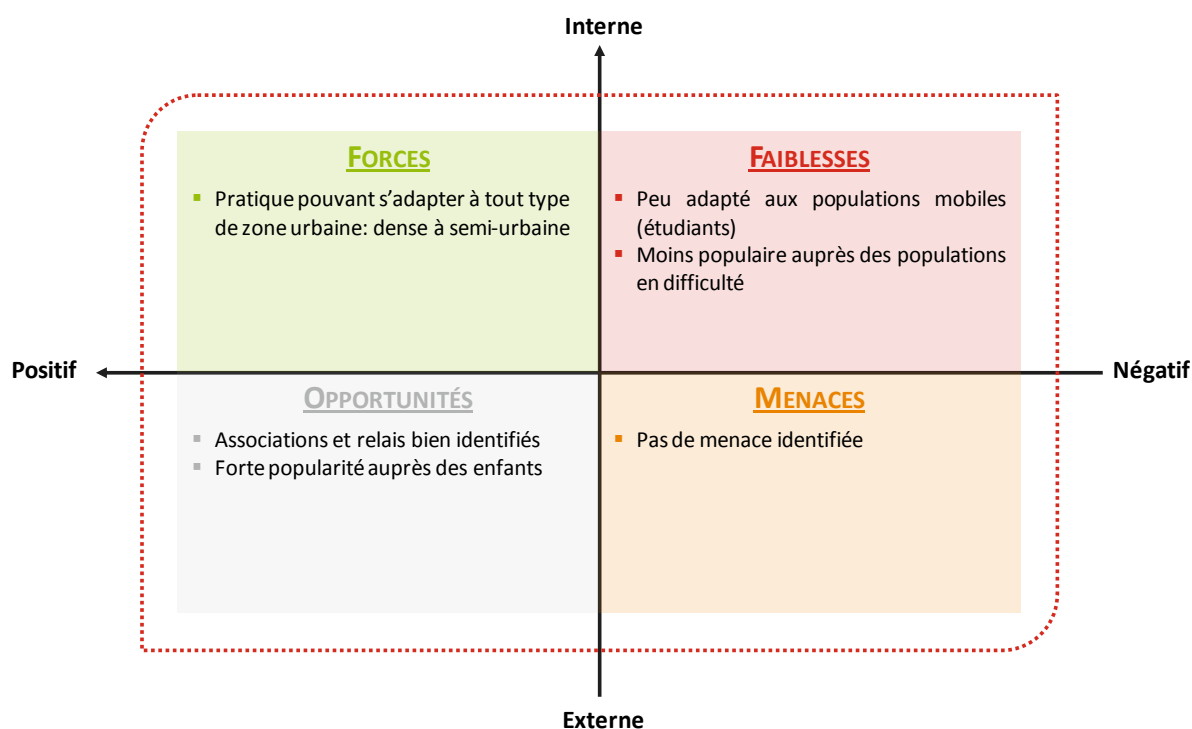 Interne
FORCES
▪ Pratique pouvant s’adapter à tout type
de zone urbaine: dense à semi-urbaine
FAIBLESSES
▪ Peu adapté aux populations mobiles
(étudiants)
▪ Moins populaire auprès des populations
en difficulté
Positif
Négatif
OPPORTUNITÉS
▪ Associations et relais bien identifiés
▪ Forte popularité auprès des enfants
MENACES
▪ Pas de menace identifiée
Externe